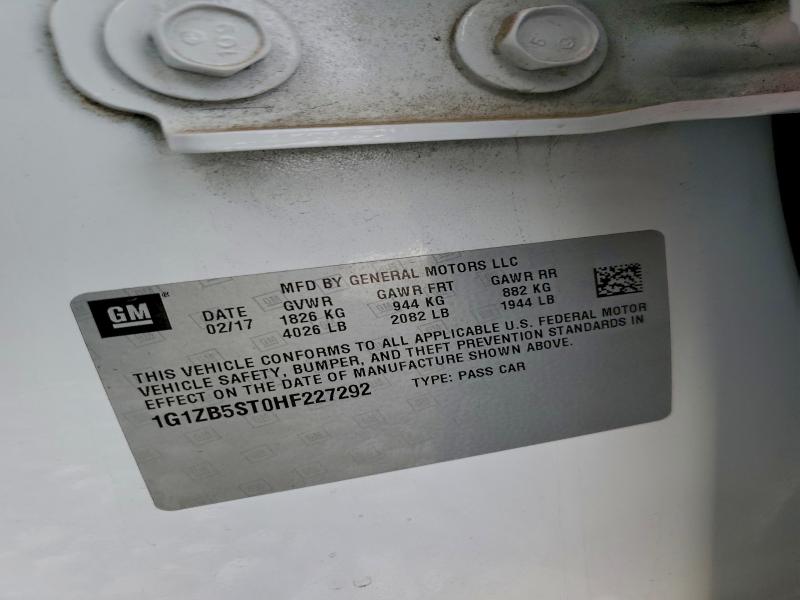 GM
MFD BY GENERAL MOTORS LLC
DATE GVWR GAWR FRT GAWR RR
02/17 1826 KG 944 KG 882 KG
4026 LB 2082 LB 1944 LB
THIS VEHICLE CONFORMS TO ALL APPLICABLE U.S. FEDERAL MOTOR
VEHICLE SAFETY, BUMPER, AND THEFT PREVENTION STANDARDS IN
EFFECT ON THE DATE OF MANUFACTURE SHOWN ABOVE.
1G1ZB5ST0HF227292 TYPE: PASS CAR